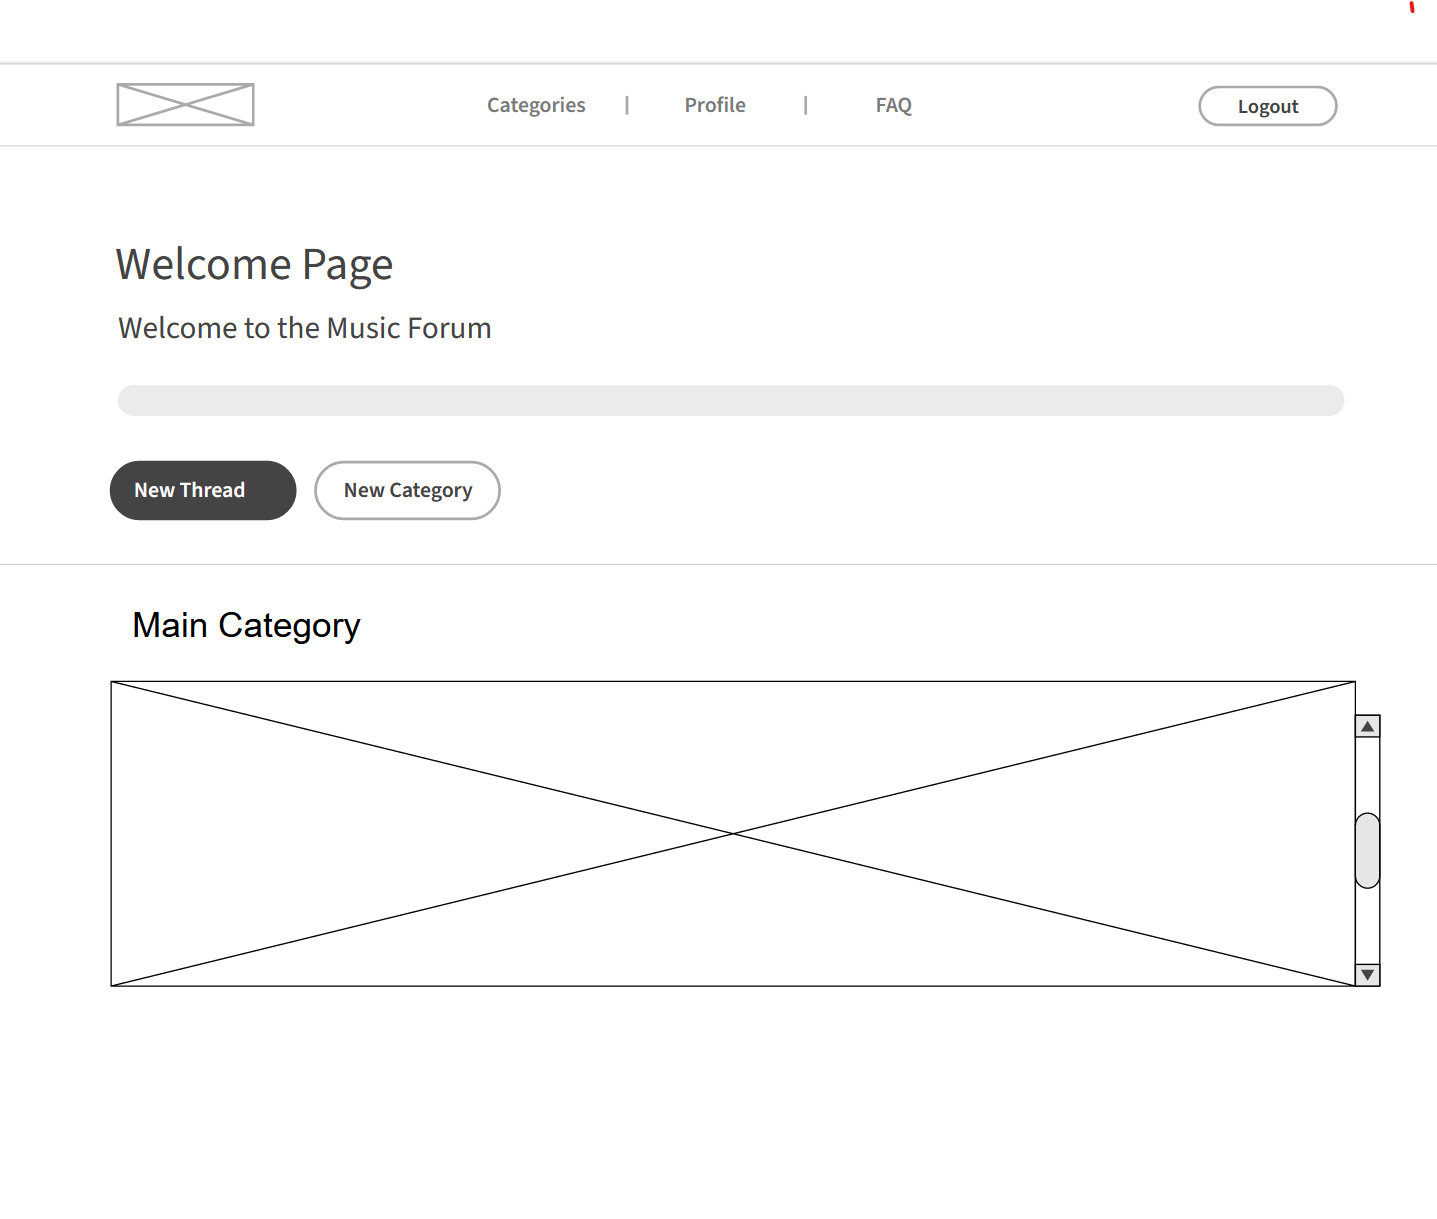 Categories | Profile | FAQ Logout
Welcome Page
Welcome to the Music Forum
New Thread New Category
Main Category